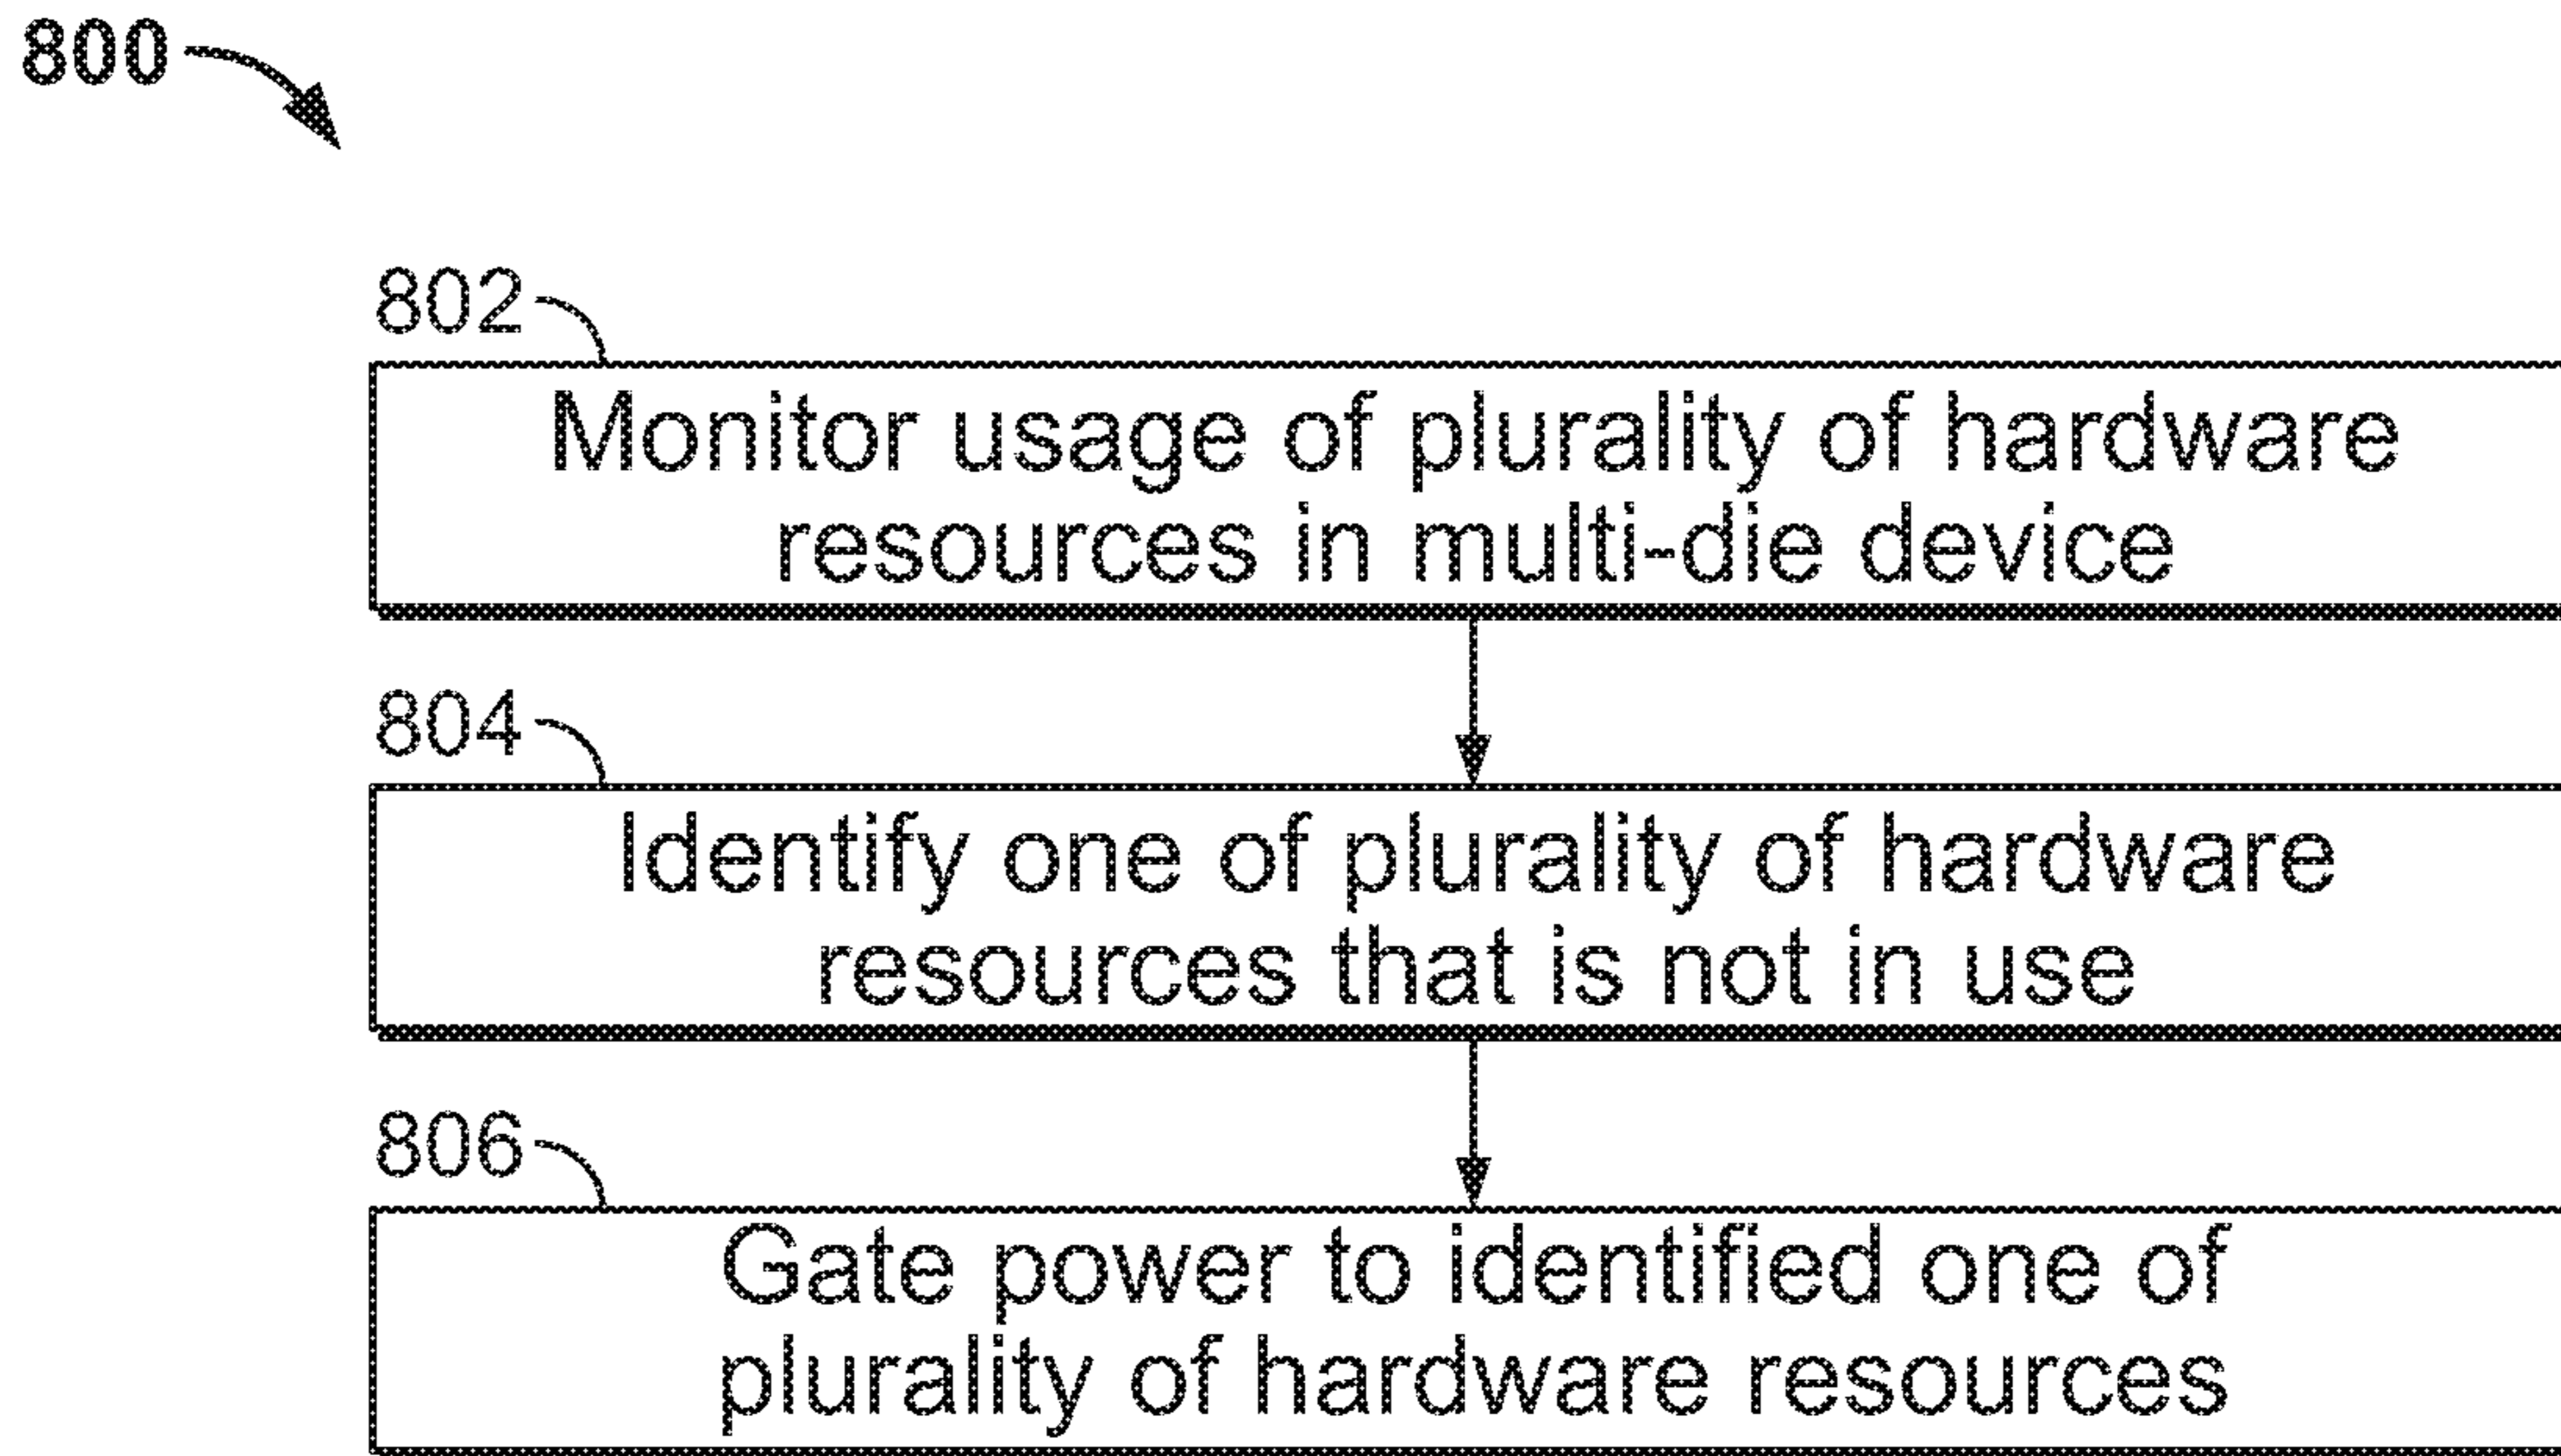 800
802
Monitor usage of plurality of hardware
resources in multi-die device
804
Identify one of plurality of hardware
resources that is not in use
806
Gate power to identified one of
plurality of hardware resources